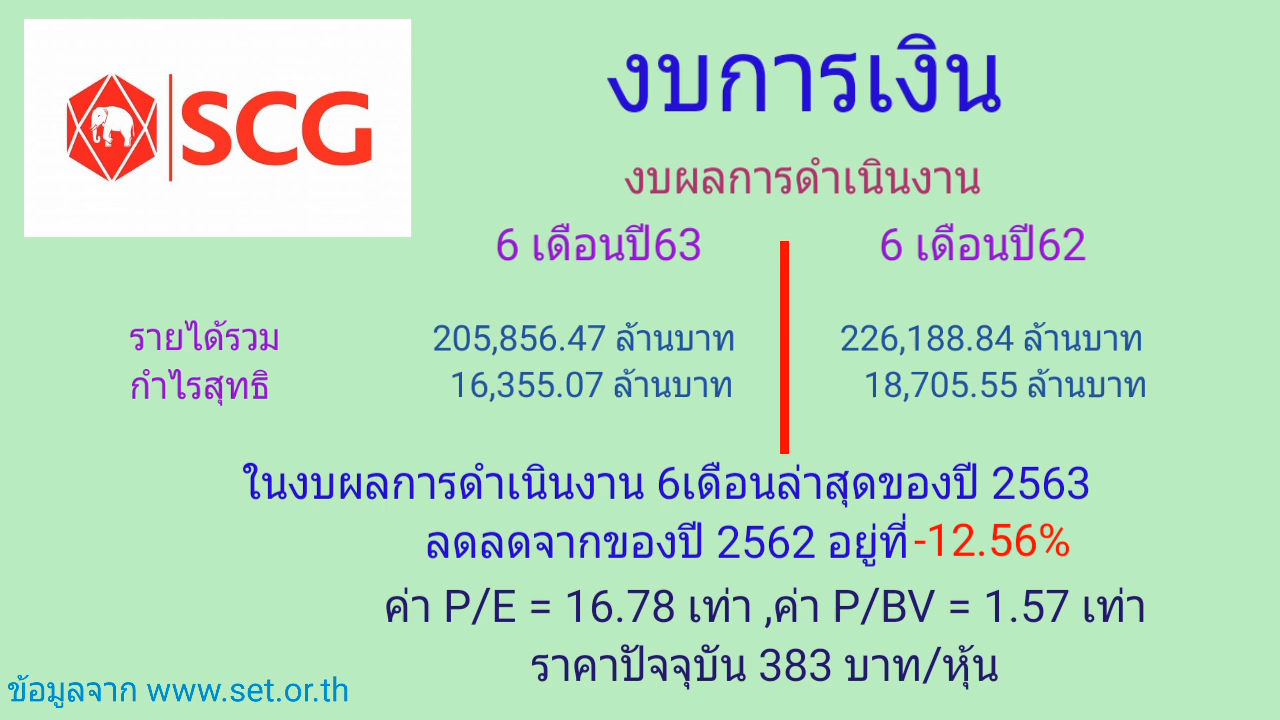 SCG
งบการเงิน
งบผลการดำเนินงาน
6 เดือนปี63 6 เดือนปี62
รายได้รวม 205,856.47 ล้านบาท 226,188.84 ล้านบาท
กำไรสุทธิ 16,355.07 ล้านบาท 18,705.55 ล้านบาท
ในงบผลการดำเนินงาน 6เดือนล่าสุดของปี 2563
ลดลดจากของปี 2562 อยู่ที่ -12.56%
ค่า P/E = 16.78 เท่า ,ค่า P/BV = 1.57 เท่า
ราคาปัจจุบัน 383 บาท/หุ้น
ข้อมูลจาก www.set.or.th